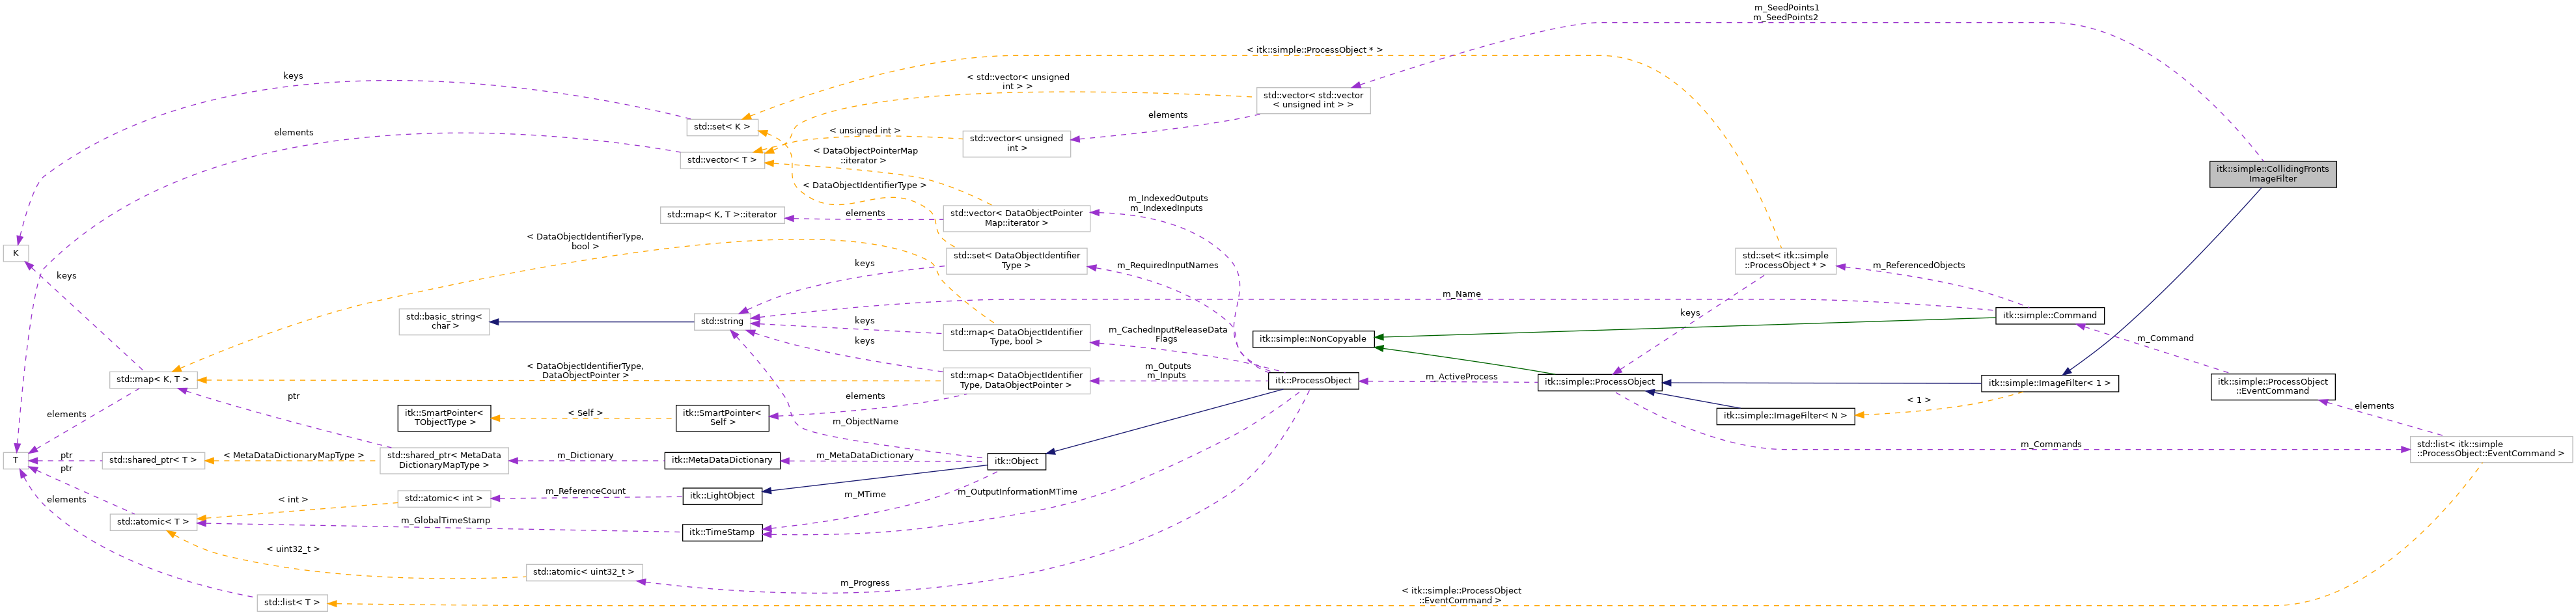 m_SeedPoints1
m_SeedPoints2
< itk::simple::ProcessObject * >
keys
< std::vector< unsigned
int > >
std::vector< std::vector
< unsigned int > >
elements
std::set< K >
elements
< unsigned int >
std::vector< unsigned
int >
std::vector< T >
< DataObjectPointerMap
::iterator >
itk::simple::CollidingFronts
ImageFilter
< DataObjectIdentifierType >
m_IndexedOutputs
m_IndexedInputs
std::map< K, T >::iterator
elements
std::vector< DataObjectPointer
Map::iterator >
< DataObjectIdentifierType,
bool >
K
keys
keys
std::set< DataObjectIdentifier
Type >
m_RequiredInputNames
std::set< itk::simple
::ProcessObject * >
m_ReferencedObjects
m_Name
std::basic_string<
char >
std::string
keys
std::map< DataObjectIdentifier
Type, bool >
m_CachedInputReleaseData
Flags
itk::simple::NonCopyable
keys
itk::simple::Command
keys
m_Command
std::map< K, T >
< DataObjectIdentifierType,
DataObjectPointer >
std::map< DataObjectIdentifier
Type, DataObjectPointer >
m_Outputs
m_Inputs
itk::ProcessObject
m_ActiveProcess
itk::simple::ProcessObject
itk::simple::ImageFilter< 1 >
itk::simple::ProcessObject
::EventCommand
ptr
elements
< 1 >
elements
elements
itk::SmartPointer<
TObjectType >
< Self >
itk::SmartPointer<
Self >
itk::simple::ImageFilter< N >
m_ObjectName
m_Commands
std::list< itk::simple
::ProcessObject::EventCommand >
T
ptr
ptr
std::shared_ptr< T >
< MetaDataDictionaryMapType >
std::shared_ptr< MetaData
DictionaryMapType >
m_Dictionary
itk::MetaDataDictionary
m_MetaDataDictionary
itk::Object
elements
< int >
std::atomic< int >
m_ReferenceCount
itk::LightObject
m_MTime
m_OutputInformationMTime
std::atomic< T >
m_GlobalTimeStamp
itk::TimeStamp
< uint32_t >
std::atomic< uint32_t >
m_Progress
std::list< T >
< itk::simple::ProcessObject
::EventCommand >